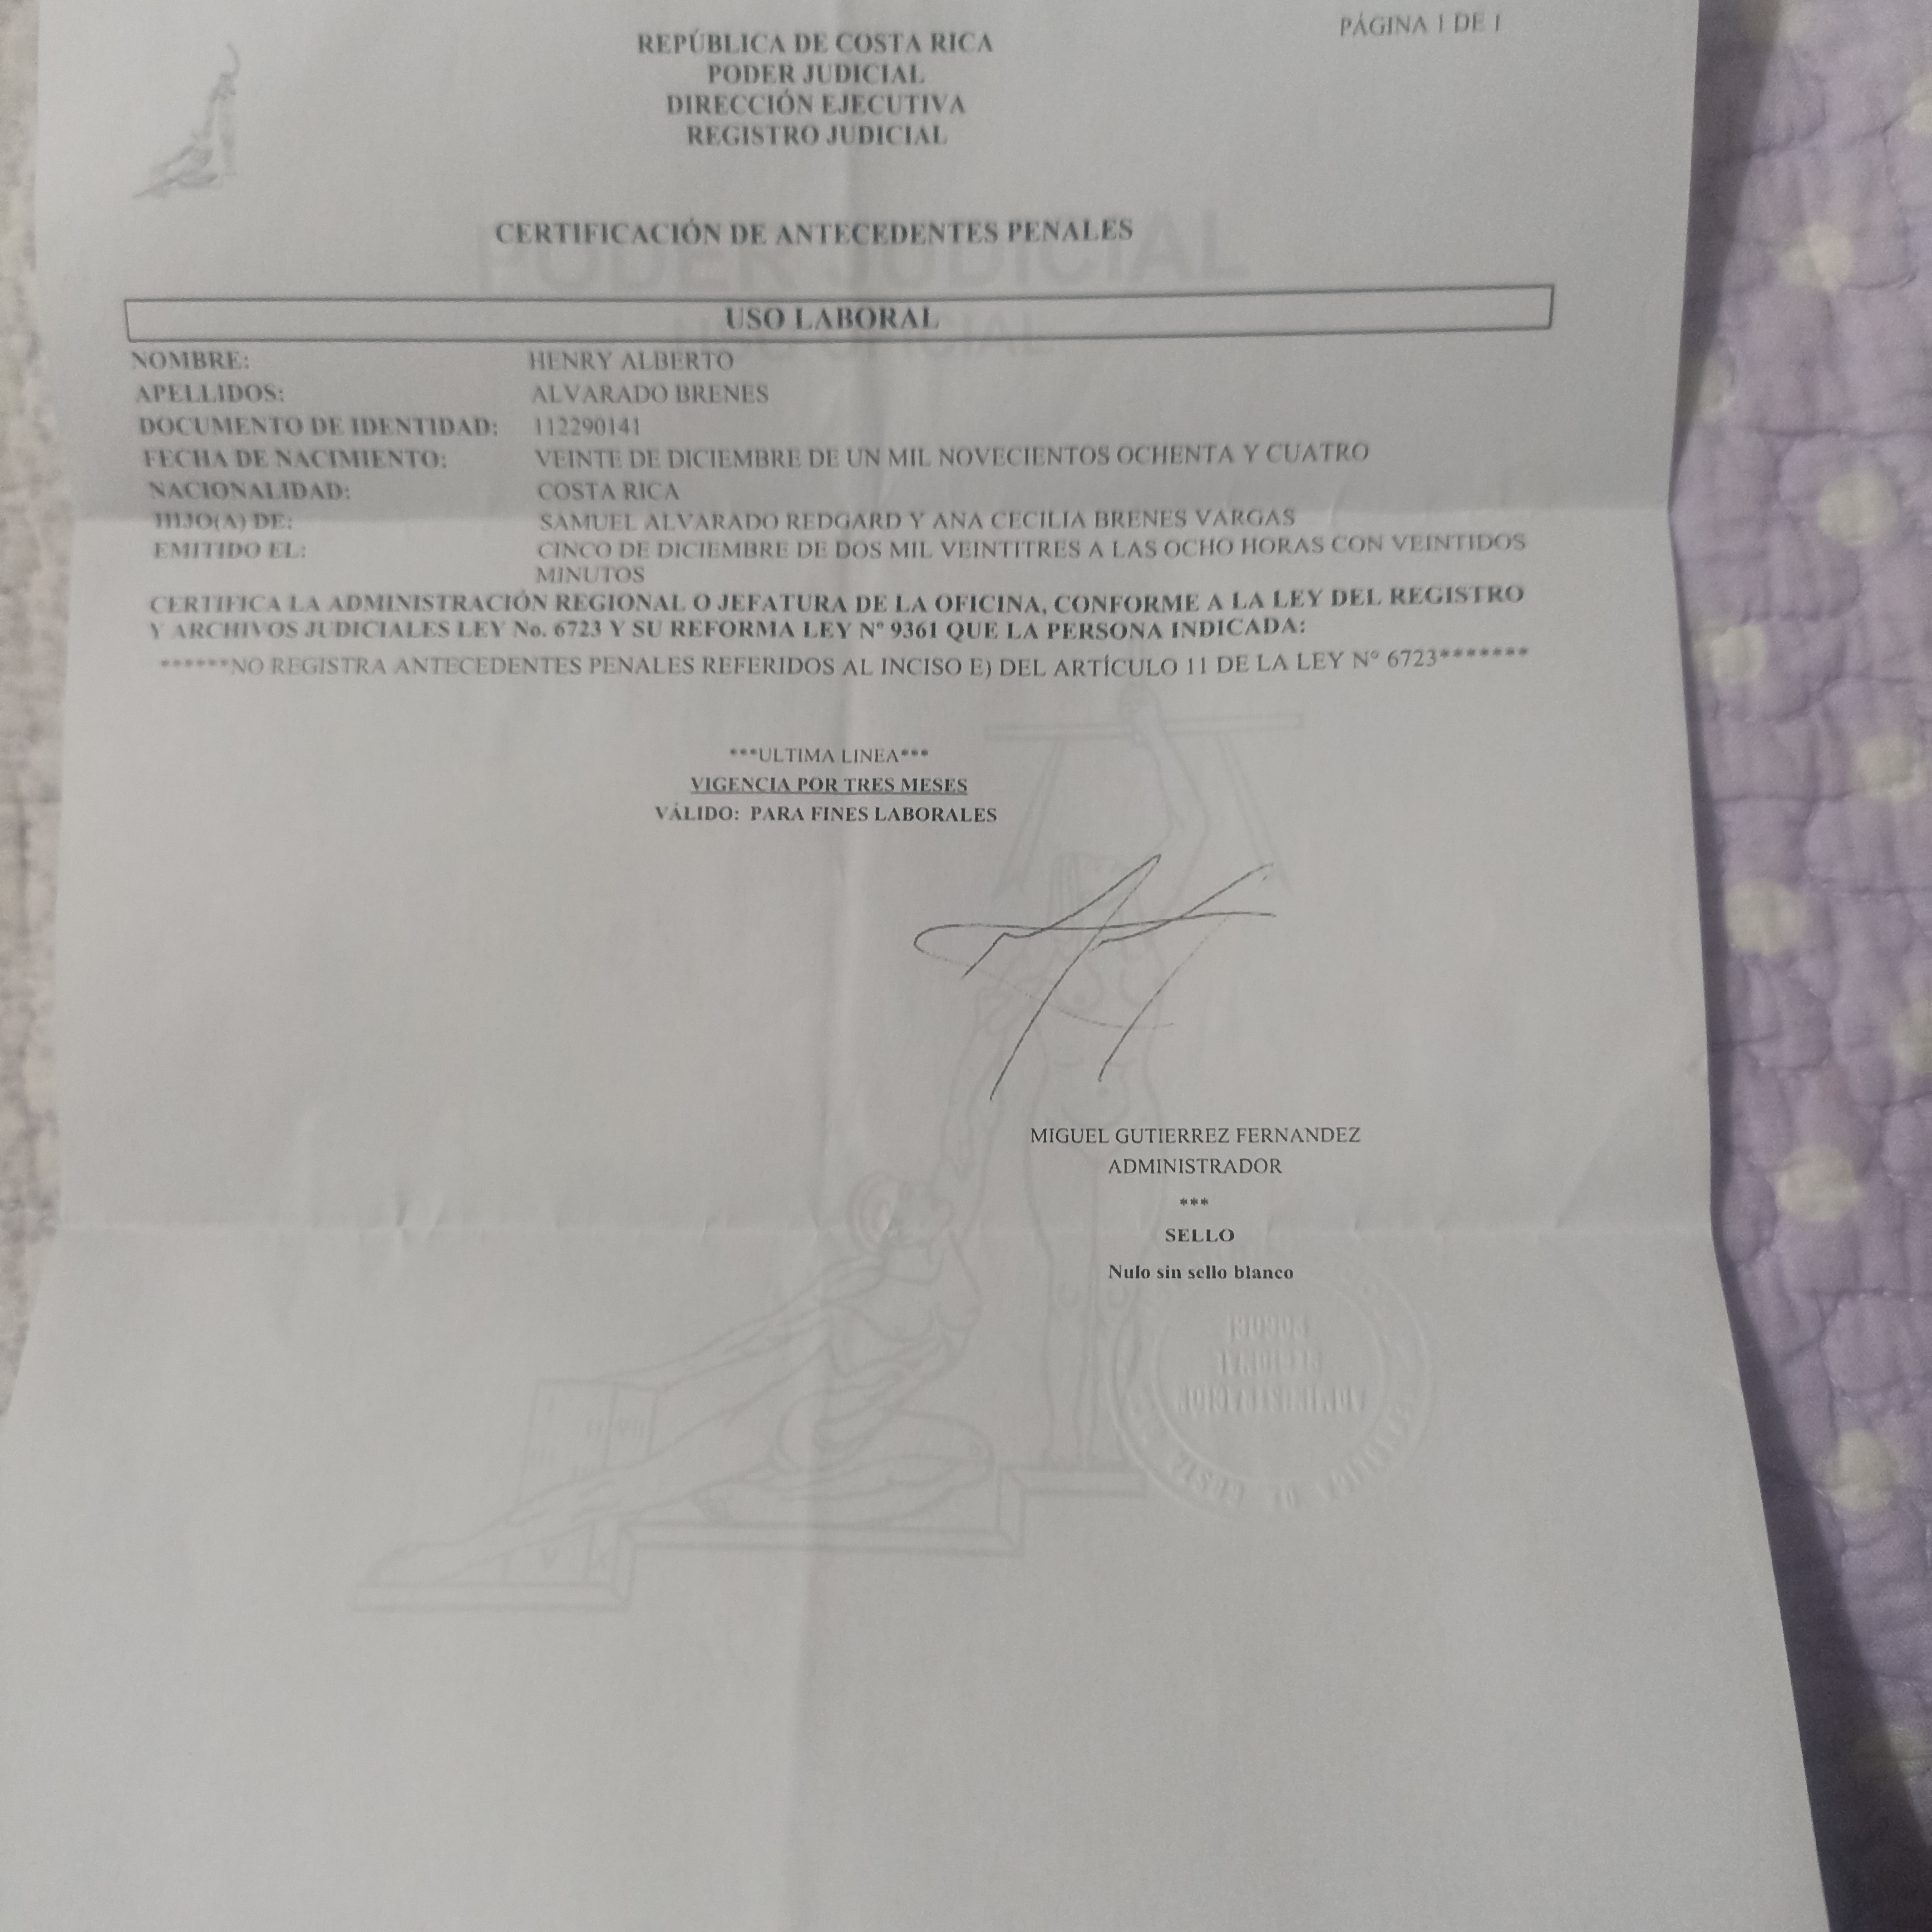 PÁGINA 1 DE 1
REPÚBLICA DE COSTA RICA
PODER JUDICIAL
DIRECCIÓN EJECUTIVA
REGISTRO JUDICIAL
CERTIFICACIÓN DE ANTECEDENTES PENALES
PODER JUDICIAL
USO LABORAL
NOMBRE: HENRY ALBERTO
APELLIDOS: ALVARADO BRENES
DOCUMENTO DE IDENTIDAD: 112290141
FECHA DE NACIMIENTO: VEINTE DE DICIEMBRE DE UN MIL NOVECIENTOS OCHENTA Y CUATRO
NACIONALIDAD: COSTA RICA
HIJO(A) DE: SAMUEL ALVARADO REDGARD Y ANA CECILIA BRENES VARGAS
EMITIDO EL: CINCO DE DICIEMBRE DE DOS MIL VEINTITRES A LAS OCHO HORAS CON VEINTIDOS
MINUTOS
CERTIFICA LA ADMINISTRACIÓN REGIONAL O JEFATURA DE LA OFICINA, CONFORME A LA LEY DEL REGISTRO
Y ARCHIVOS JUDICIALES LEY No. 6723 Y SU REFORMA LEY Nº 9361 QUE LA PERSONA INDICADA:
******NO REGISTRA ANTECEDENTES PENALES REFERIDOS AL INCISO E) DEL ARTÍCULO 11 DE LA LEY N° 6723*******
***ULTIMA LINEA***
VIGENCIA POR TRES MESES
VÁLIDO: PARA FINES LABORALES
MIGUEL GUTIERREZ FERNANDEZ
ADMINISTRADOR
***
SELLO
Nulo sin sello blanco